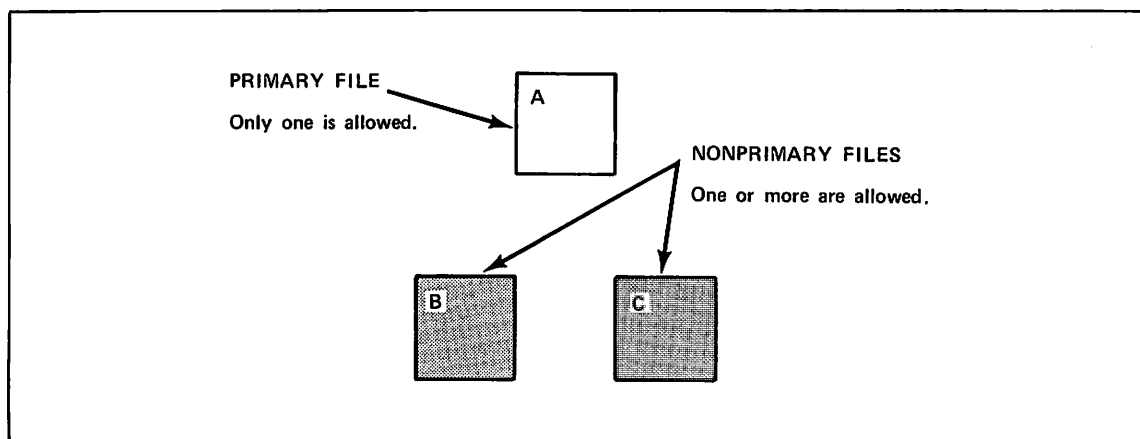 PRIMARY FILE
Only one is allowed.
A
NONPRIMARY FILES
One or more are allowed.
B
C